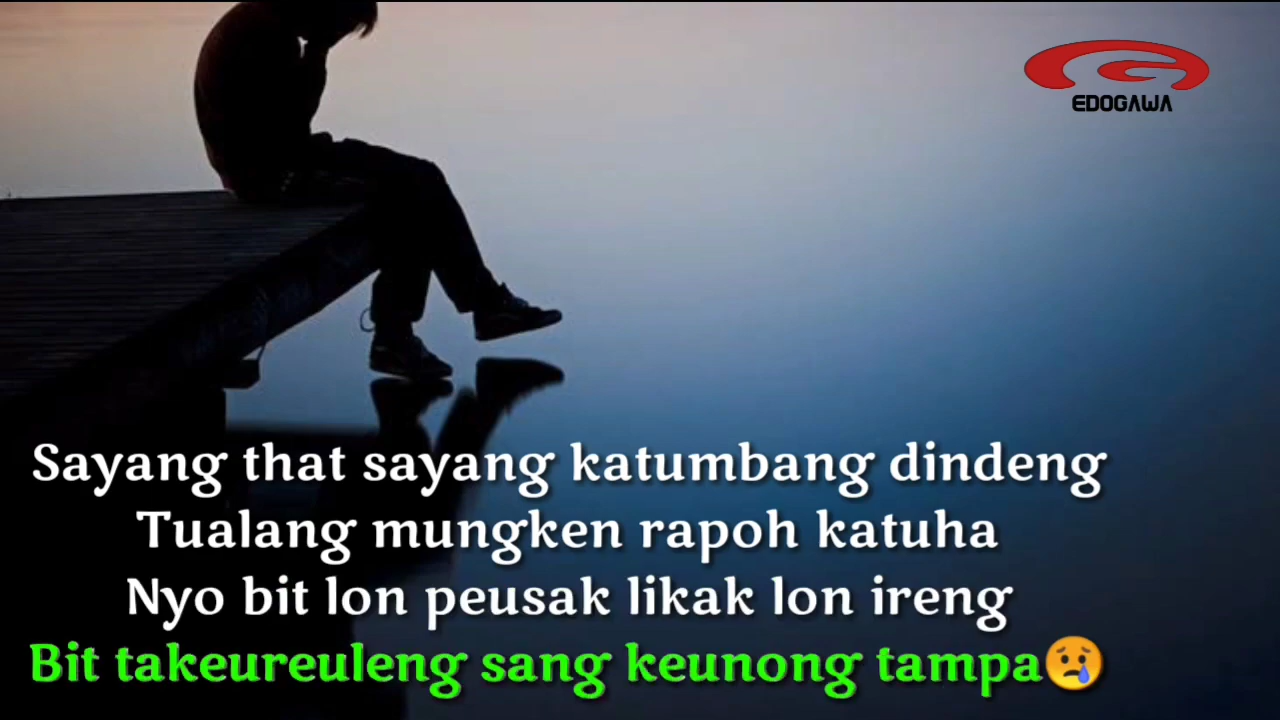 EDOGAWA
Sayang that sayang katumbang dindeng
Tualang mungken rapoh katuha
Nyo bit lon peusak likak lon ireng
Bit takeureuleng sang keunong tampa😢